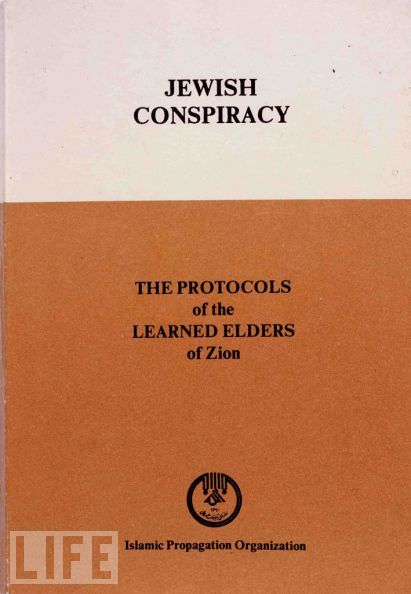 JEWISH
CONSPIRACY
THE PROTOCOLS
of the
LEARNED ELDERS
of Zion
Islamic Propagation Organization
LIFE